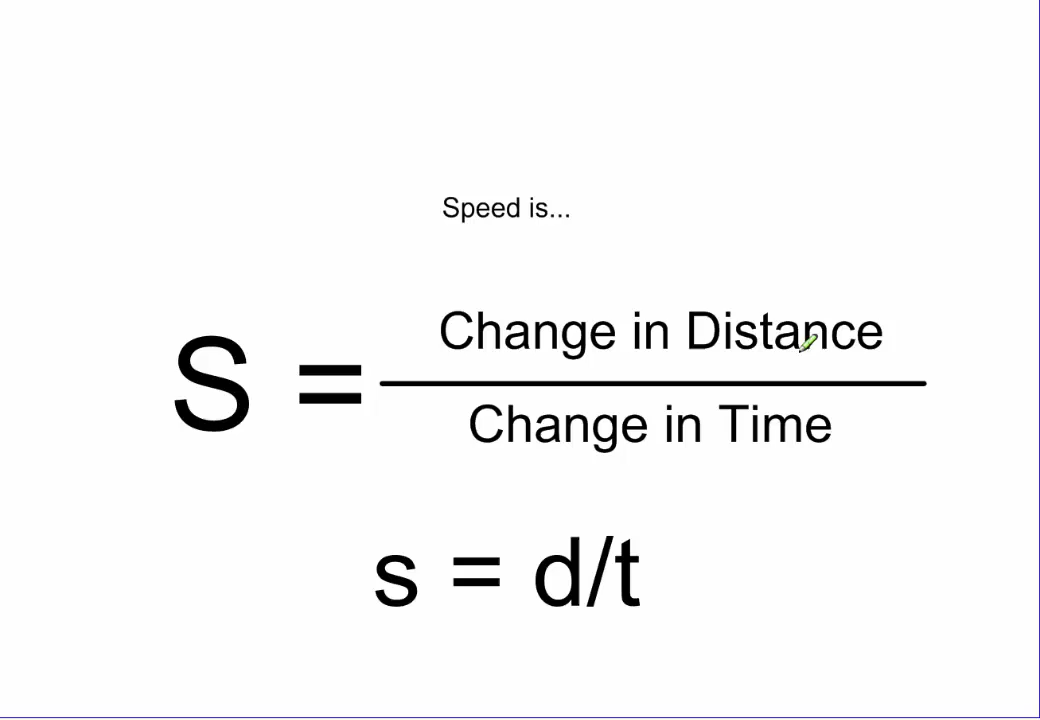 Speed is...
S = Change in Distance
Change in Time
s = d/t